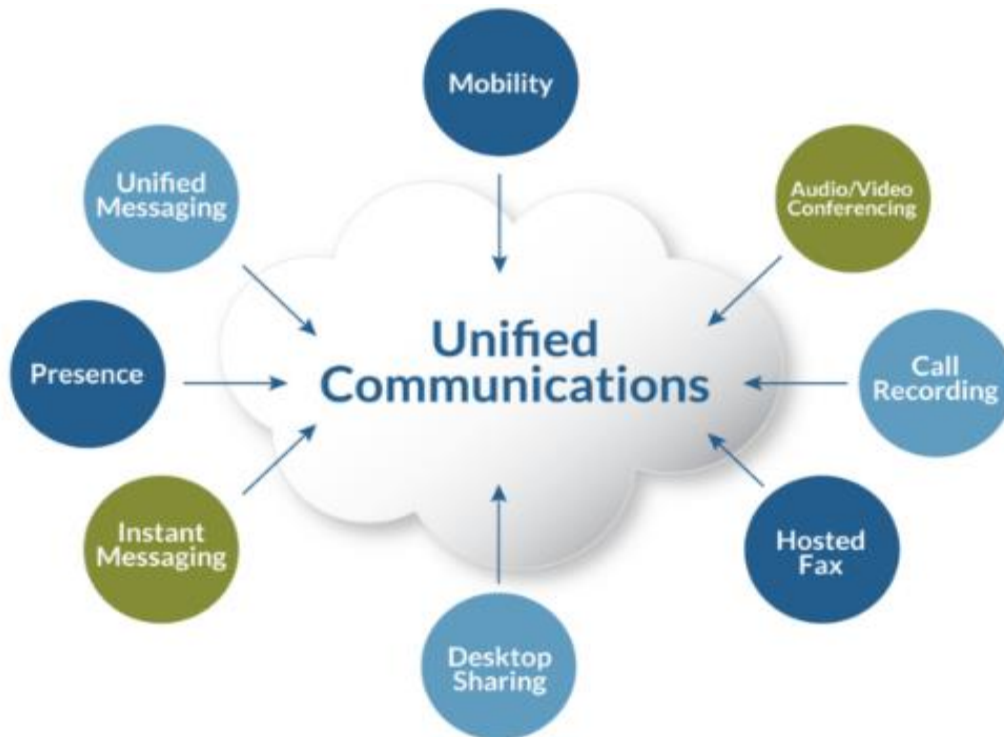 Mobility
Unified
Messaging
Audio/Video
Conferencing
Unified
Communications
Presence
Call
Recording
Instant
Messaging
Hosted
Fax
Desktop
Sharing